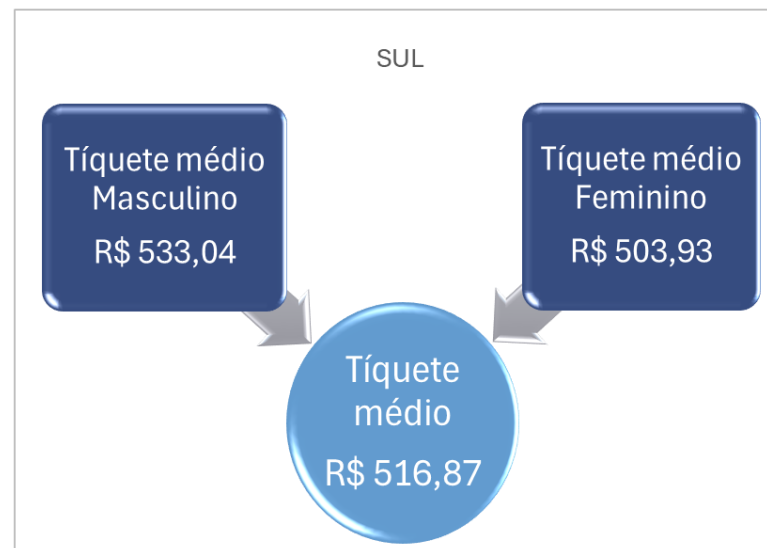 SUL
Tíquete médio
Masculino
R$ 533,04
Tíquete médio
Feminino
R$ 503,93
Tíquete
médio
R$ 516,87